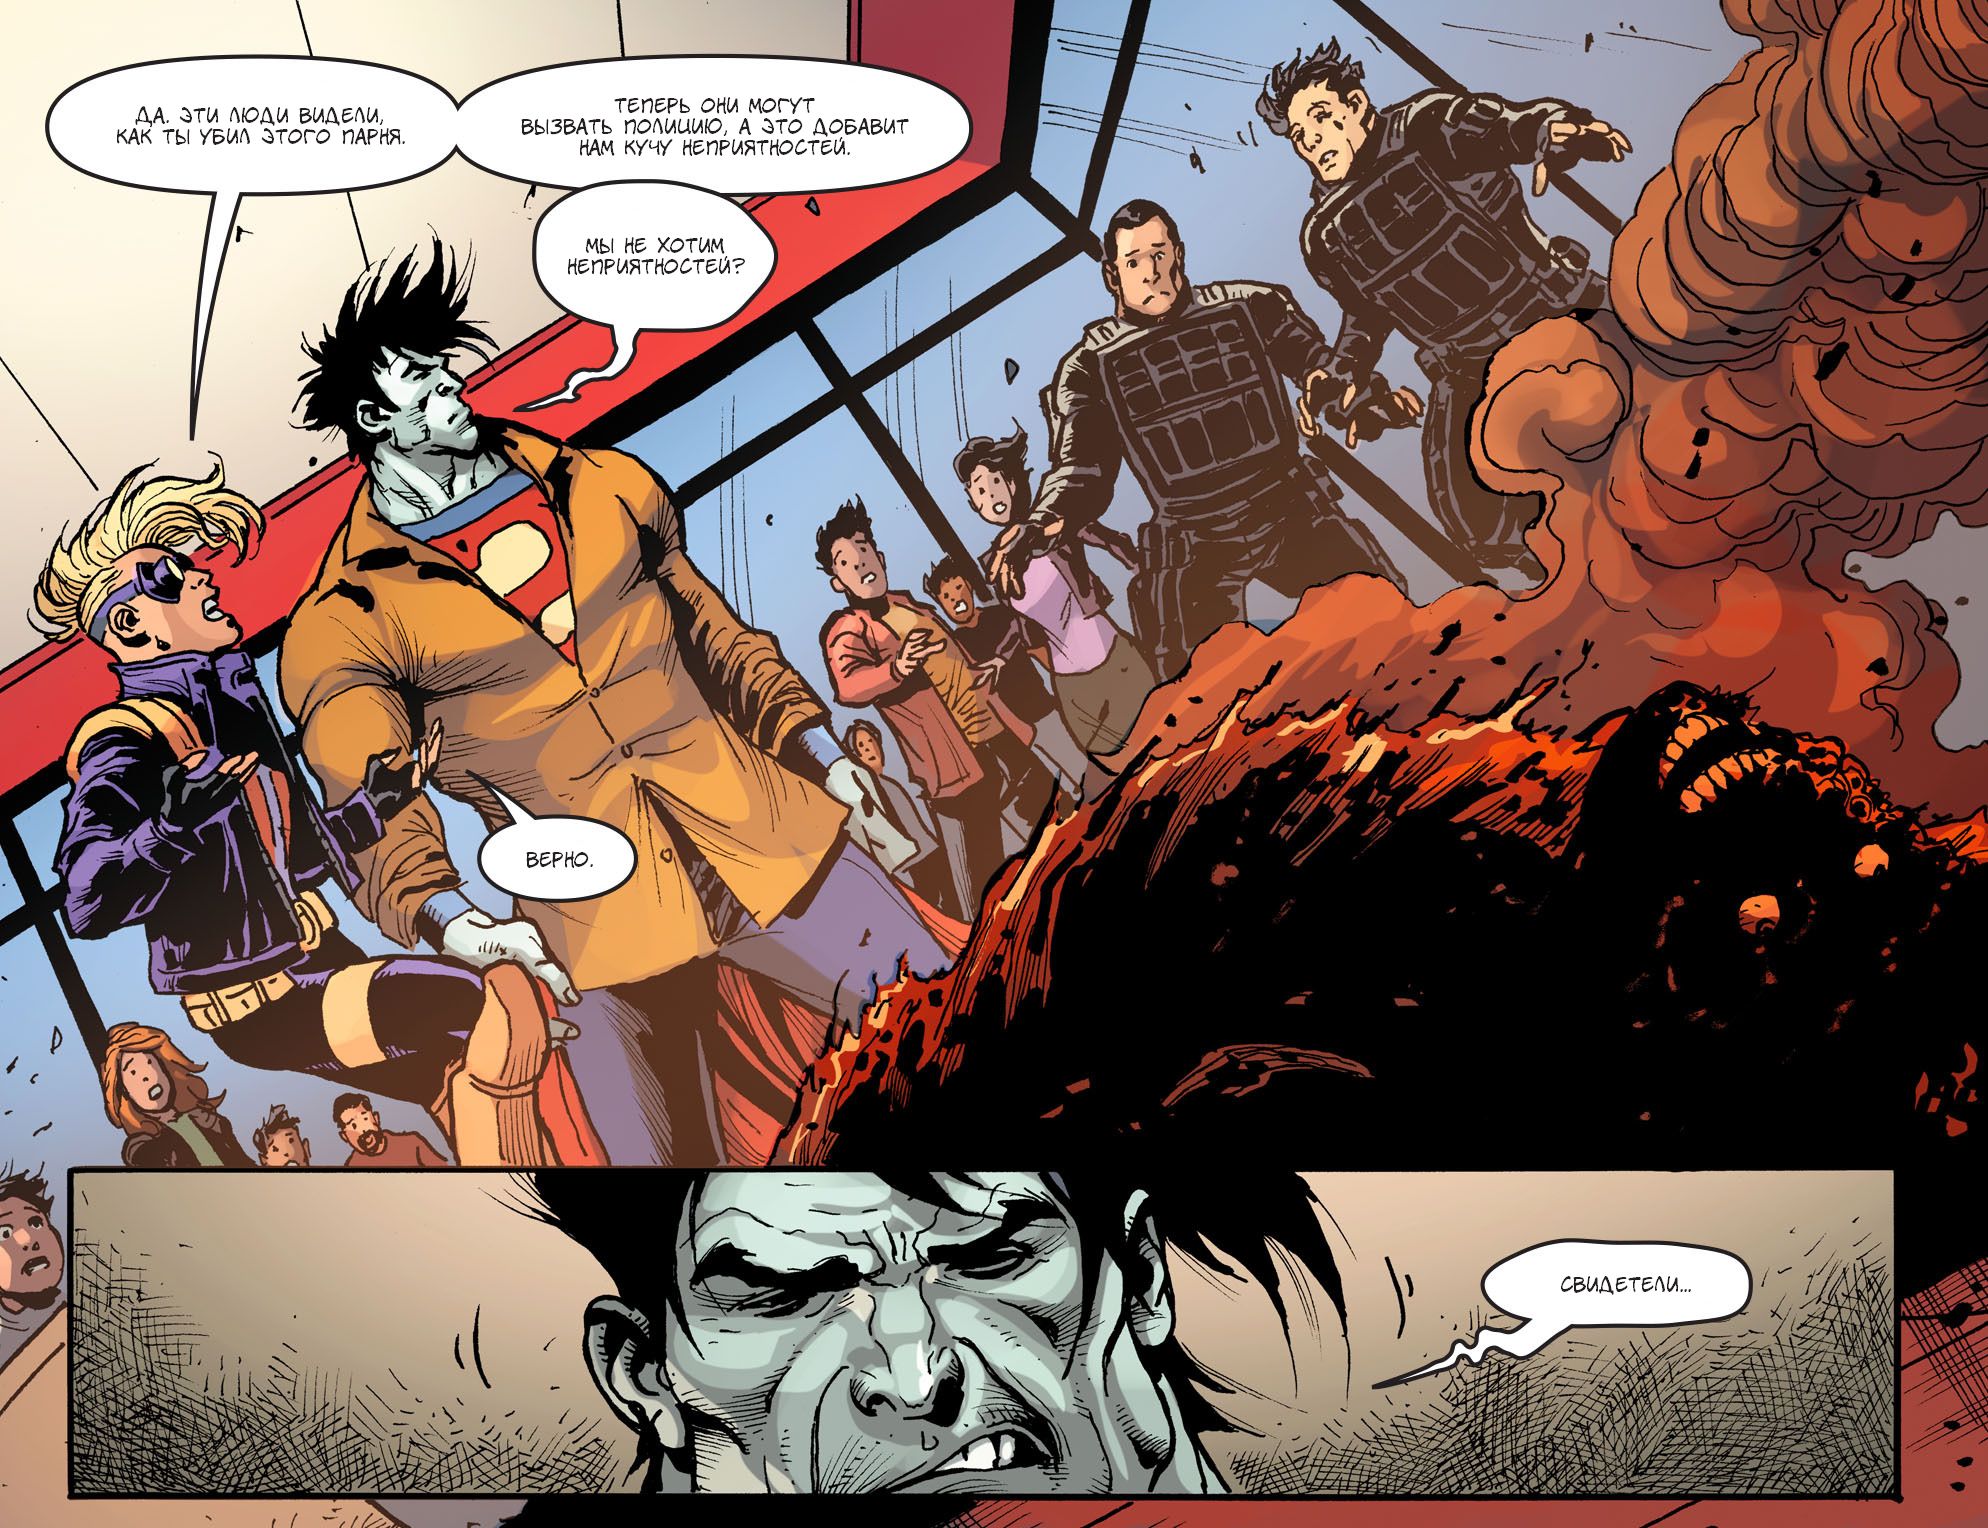 ДА. ЭТИ ЛЮДИ ВИДЕЛИ,
КАК ТЫ УБИЛ ЭТОГО ПАРНЯ.
ТЕПЕРЬ ОНИ МОГУТ
ВЫЗВАТЬ ПОЛИЦИЮ, А ЭТО ДОБАВИТ
НАМ КУЧУ НЕПРИЯТНОСТЕЙ.
МЫ НЕ ХОТИМ
НЕПРИЯТНОСТЕЙ?
ВЕРНО.
СВИДЕТЕЛИ...